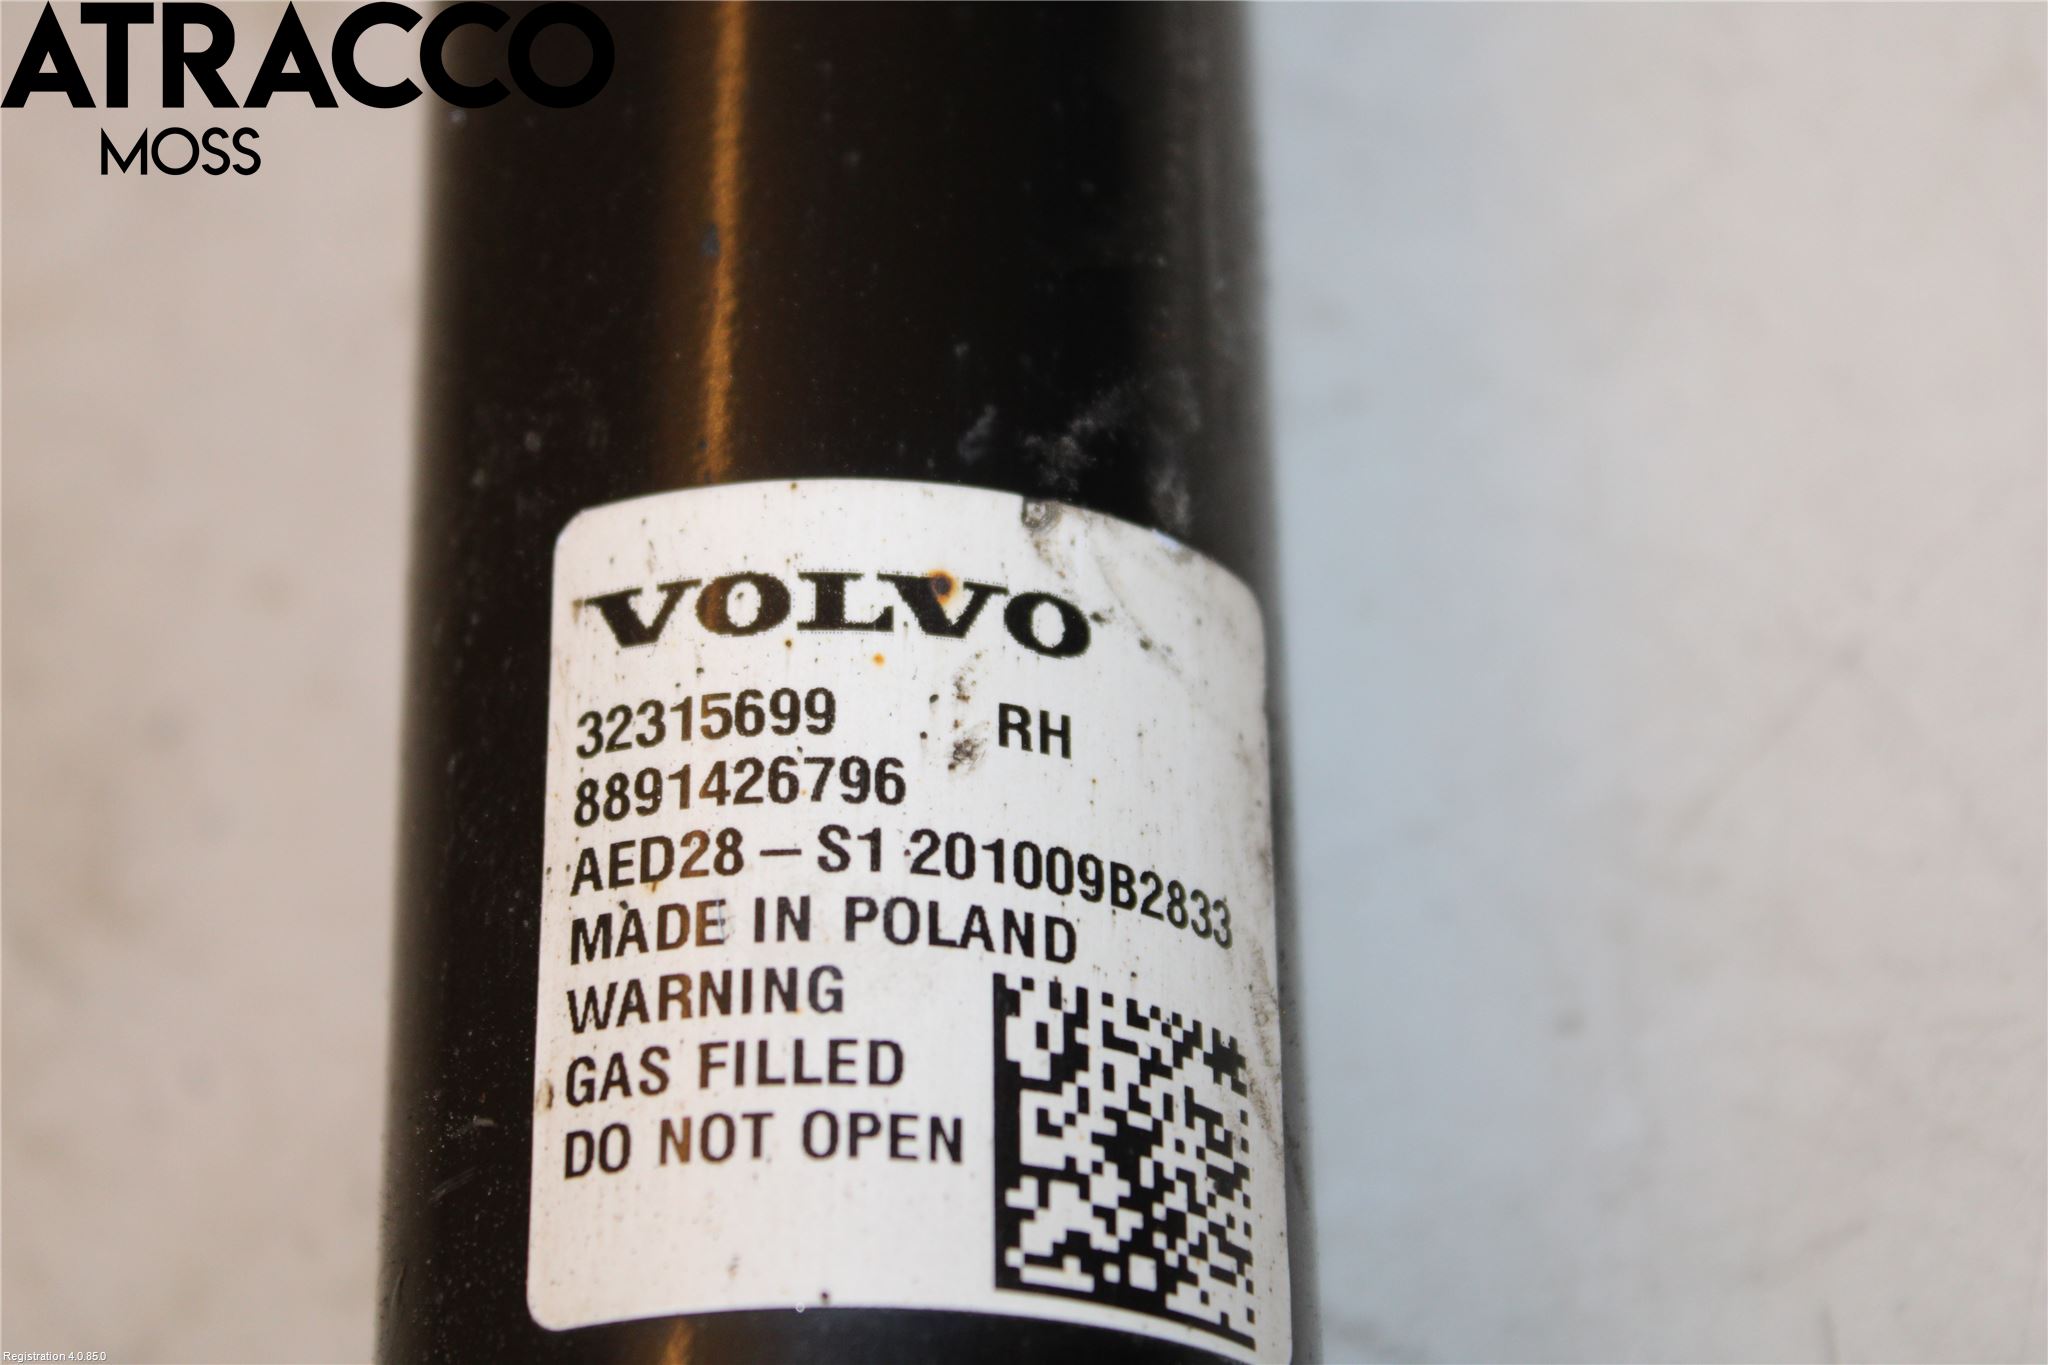 ATRACCO
MOSS
VOLVO
32315699 RH
8891426796
AED28-S1 201009B2833
MADE IN POLAND
WARNING
GAS FILLED
DO NOT OPEN
Registration 4.0.85.0